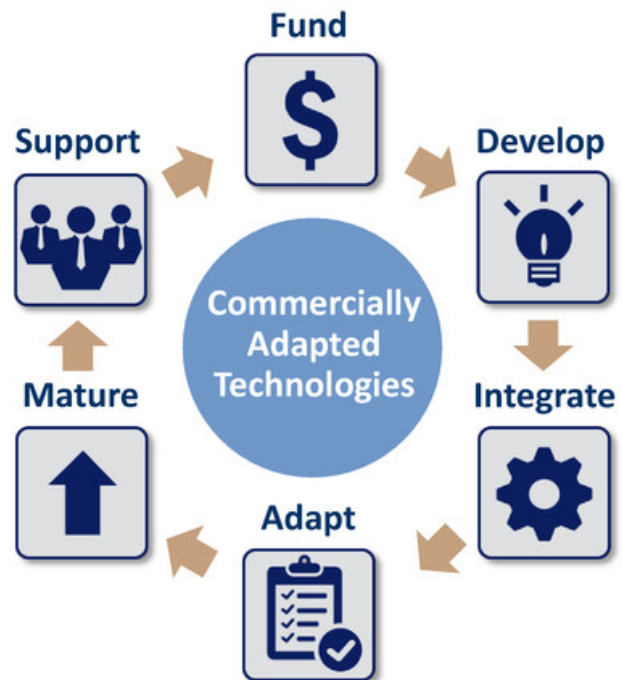 Fund
Support
Develop
Commercially
Adapted
Technologies
Mature
Integrate
Adapt